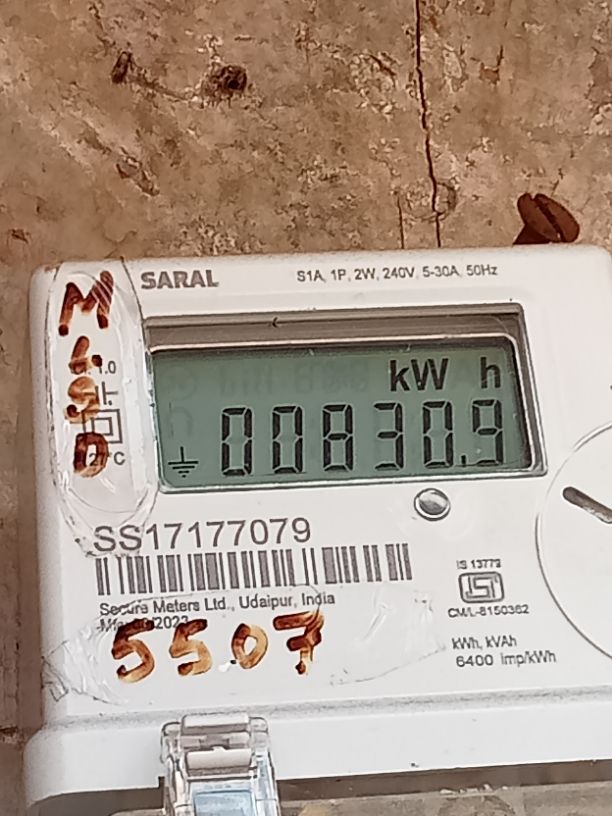 SARAL
S1A, 1P, 2W, 240V, 5-30A, 50Hz
kW h
00830.9
SS17177079
Secure Meters Ltd., Udaipur, India
5507
IS 13779
CM/L-8150362
kWh, kVAh
6400 imp/kWh